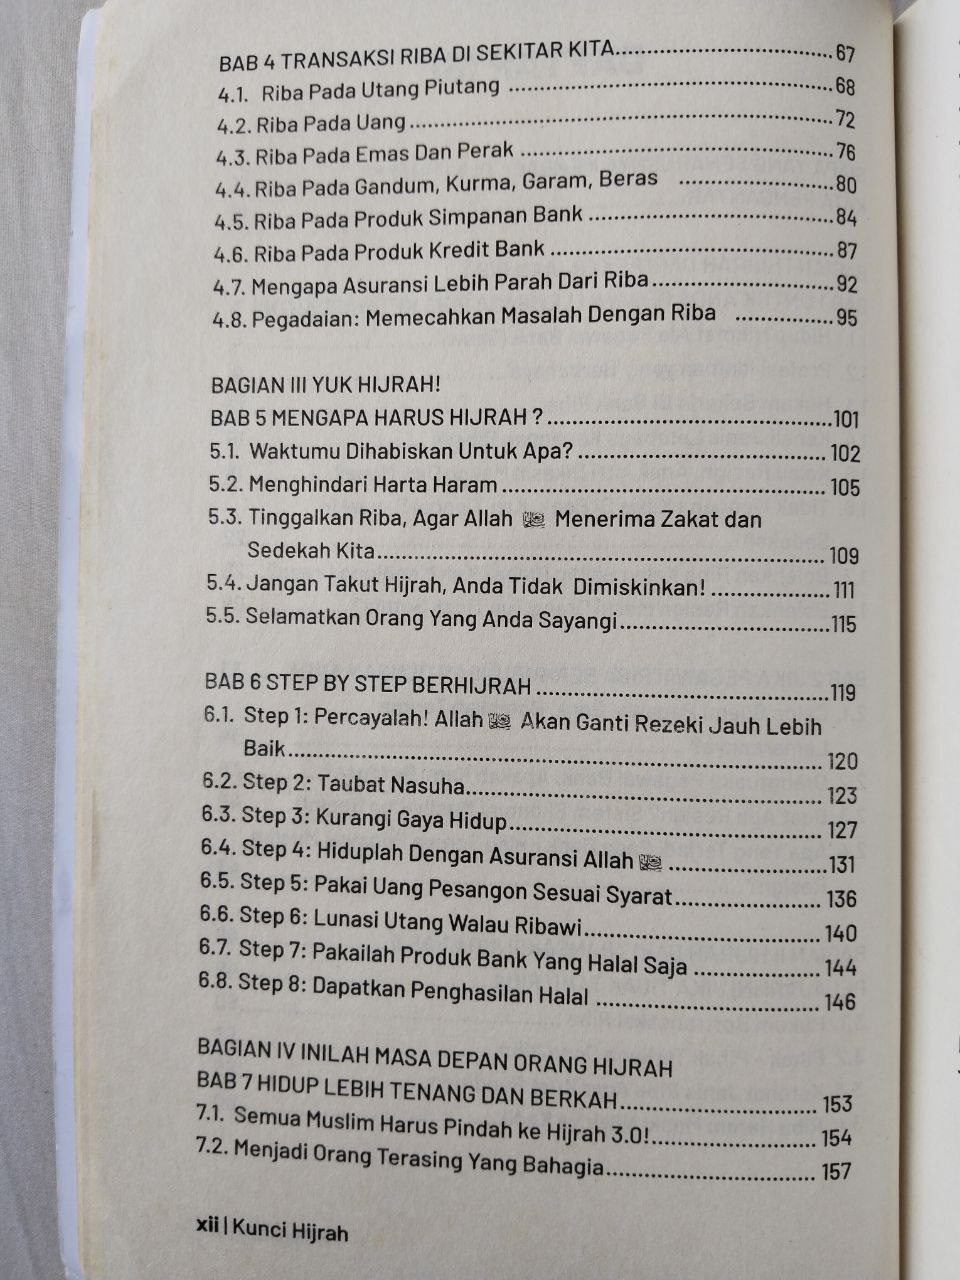 BAB 4 TRANSAKSI RIBA DI SEKITAR KITA..................................67
4.1. Riba Pada Utang Piutang ..................................................68
4.2. Riba Pada Uang..................................................................72
4.3. Riba Pada Emas Dan Perak ................................................76
4.4. Riba Pada Gandum, Kurma, Garam, Beras ........................80
4.5. Riba Pada Produk Simpanan Bank .....................................84
4.6. Riba Pada Produk Kredit Bank ...........................................87
4.7. Mengapa Asuransi Lebih Parah Dari Riba............................92
4.8. Pegadaian: Memecahkan Masalah Dengan Riba ................95
BAGIAN III YUK HIJRAH!
BAB 5 MENGAPA HARUS HIJRAH ?............................................101
5.1. Waktumu Dihabiskan Untuk Apa? ...................................... 102
5.2. Menghindari Harta Haram .................................................. 105
5.3. Tinggalkan Riba, Agar Allah ﷻ Menerima Zakat dan
Sedekah Kita...................................................................... 109
5.4. Jangan Takut Hijrah, Anda Tidak Dimiskinkan! ...................111
5.5. Selamatkan Orang Yang Anda Sayangi.................................115
BAB 6 STEP BY STEP BERHIJRAH ..............................................119
6.1. Step 1: Percayalah! Allah ﷻ Akan Ganti Rezeki Jauh Lebih
Baik.................................................................................... 120
6.2. Step 2: Taubat Nasuha....................................................... 123
6.3. Step 3: Kurangi Gaya Hidup................................................ 127
6.4. Step 4: Hiduplah Dengan Asuransi Allah ﷻ .........................131
6.5. Step 5: Pakai Uang Pesangon Sesuai Syarat....................... 136
6.6. Step 6: Lunasi Utang Walau Ribawi..................................... 140
6.7. Step 7: Pakailah Produk Bank Yang Halal Saja .................... 144
6.8. Step 8: Dapatkan Penghasilan Halal ................................... 146
BAGIAN IV INILAH MASA DEPAN ORANG HIJRAH
BAB 7 HIDUP LEBIH TENANG DAN BERKAH............................... 153
7.1. Semua Muslim Harus Pindah ke Hijrah 3.0!.......................... 154
7.2. Menjadi Orang Terasing Yang Bahagia................................. 157
xii | Kunci Hijrah